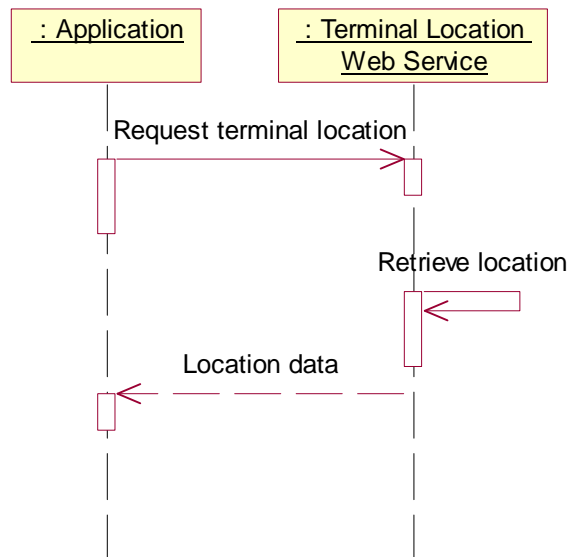 : Application
: Terminal Location
Web Service
Request terminal location
Retrieve location
Location data